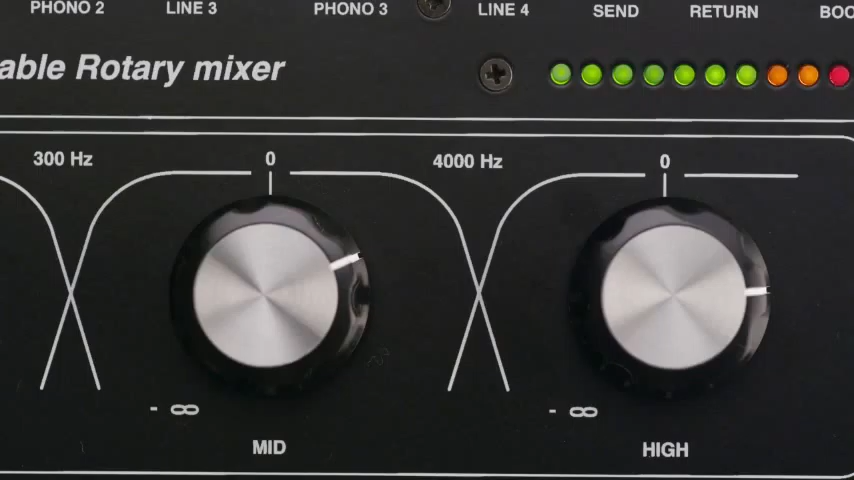 PHONO 2 LINE 3 PHONO 3 LINE 4 SEND RETURN BOO
able Rotary mixer
300 Hz 0 4000 Hz 0
- ∞ - ∞
MID HIGH